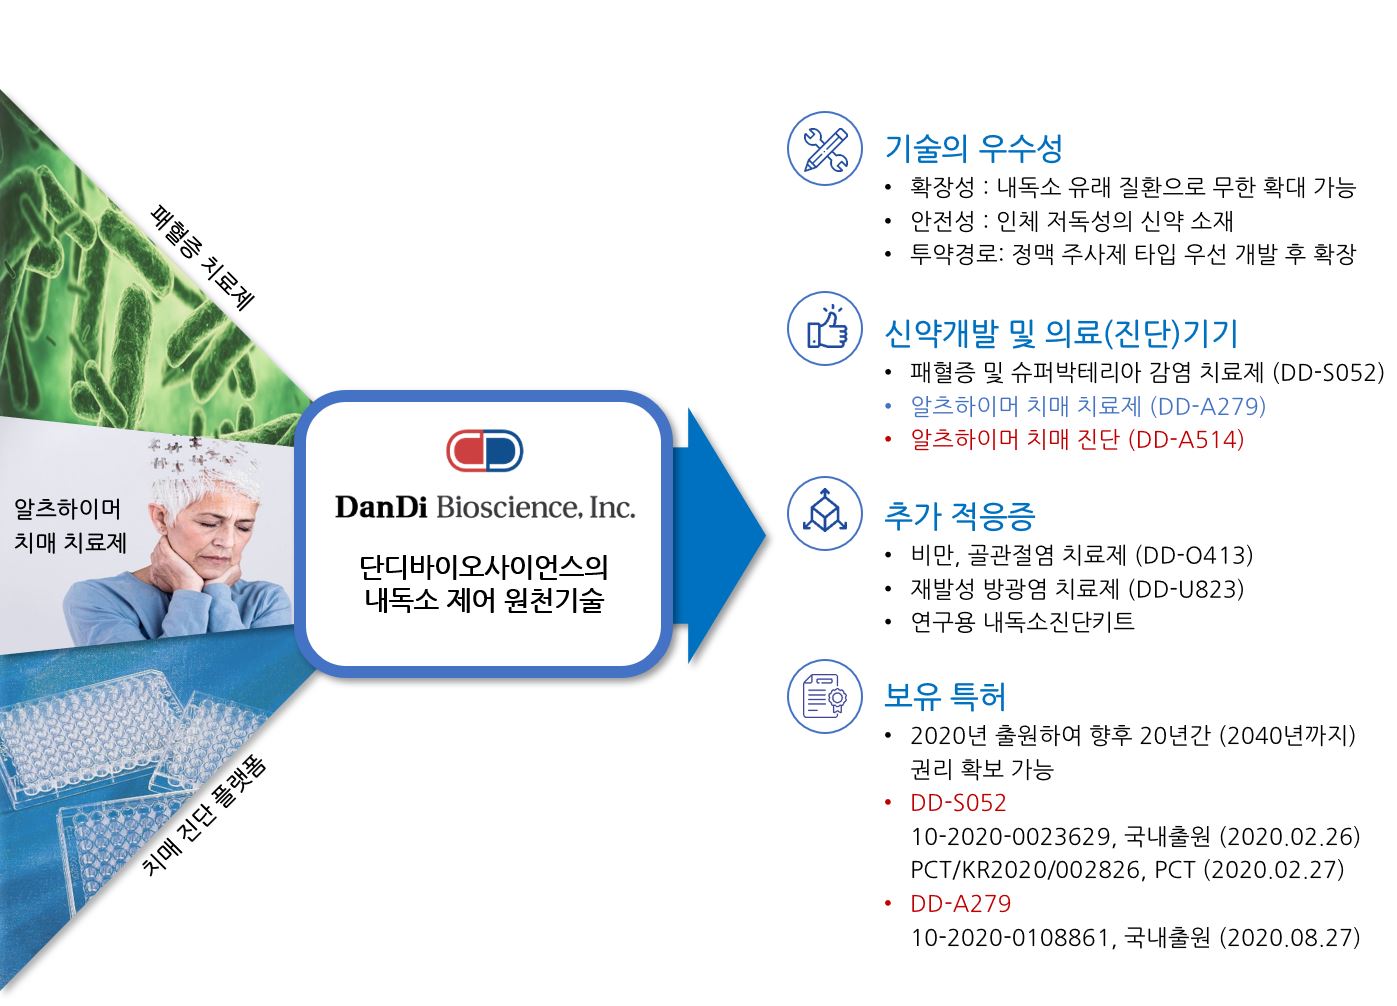 패혈증 치료제
알츠하이머
치매 치료제
치매 진단 플랫폼
DanDi Bioscience, Inc.
단디바이오사이언스의
내독소 제어 원천기술
기술의 우수성
• 확장성 : 내독소 유래 질환으로 무한 확대 가능
• 안전성 : 인체 저독성의 신약 소재
• 투약경로: 정맥 주사제 타입 우선 개발 후 확장
신약개발 및 의료(진단)기기
• 패혈증 및 슈퍼박테리아 감염 치료제 (DD-S052)
• 알츠하이머 치매 치료제 (DD-A279)
• 알츠하이머 치매 진단 (DD-A514)
추가 적응증
• 비만, 골관절염 치료제 (DD-O413)
• 재발성 방광염 치료제 (DD-U823)
• 연구용 내독소진단키트
보유 특허
• 2020년 출원하여 향후 20년간 (2040년까지)
권리 확보 가능
• DD-S052
10-2020-0023629, 국내출원 (2020.02.26)
PCT/KR2020/002826, PCT (2020.02.27)
• DD-A279
10-2020-0108861, 국내출원 (2020.08.27)